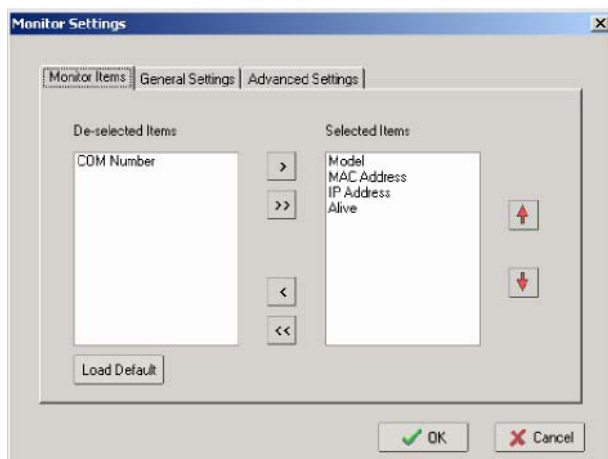 Monitor Settings
Monitor Items General Settings Advanced Settings
De-selected Items
Selected Items
COM Number
Model
MAC Address
IP Address
Alive
>
>>
<
<<
Load Default
OK
Cancel